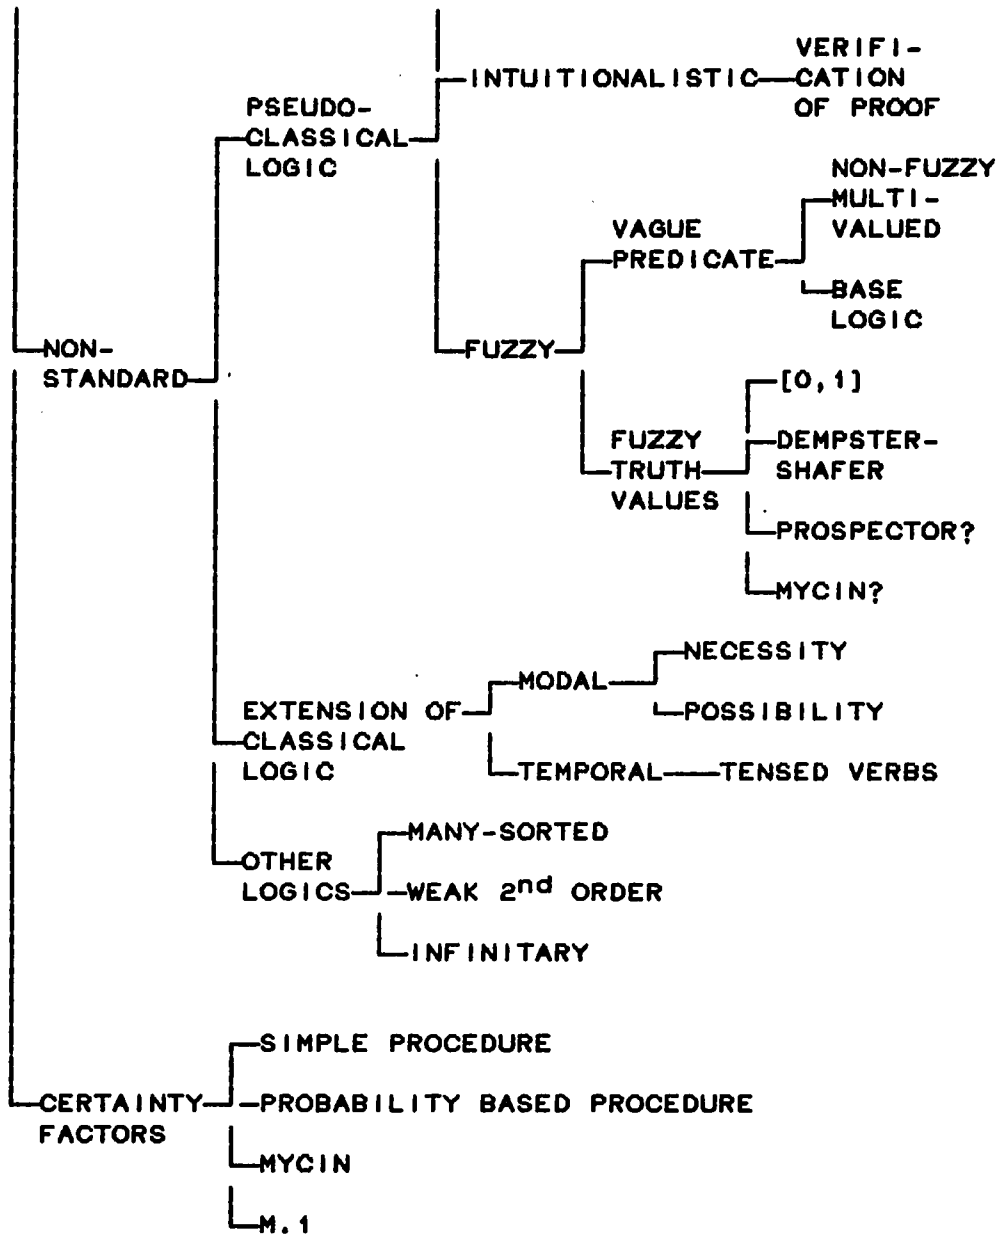 VERIFI-
INTUITIONALISTIC CATION
OF PROOF
PSEUDO-
CLASSICAL
LOGIC
NON-FUZZY
MULTI-
VALUED
VAGUE
PREDICATE
BASE
LOGIC
NON-
STANDARD
FUZZY
[0,1]
FUZZY
TRUTH
VALUES
DEMPSTER-
SHAFER
PROSPECTOR?
MYCIN?
NECESSITY
MODAL
POSSIBILITY
EXTENSION OF
CLASSICAL
LOGIC
TEMPORAL TENSED VERBS
MANY-SORTED
OTHER
LOGICS
WEAK 2nd ORDER
INFINITARY
SIMPLE PROCEDURE
CERTAINTY
FACTORS
PROBABILITY BASED PROCEDURE
MYCIN
M.1